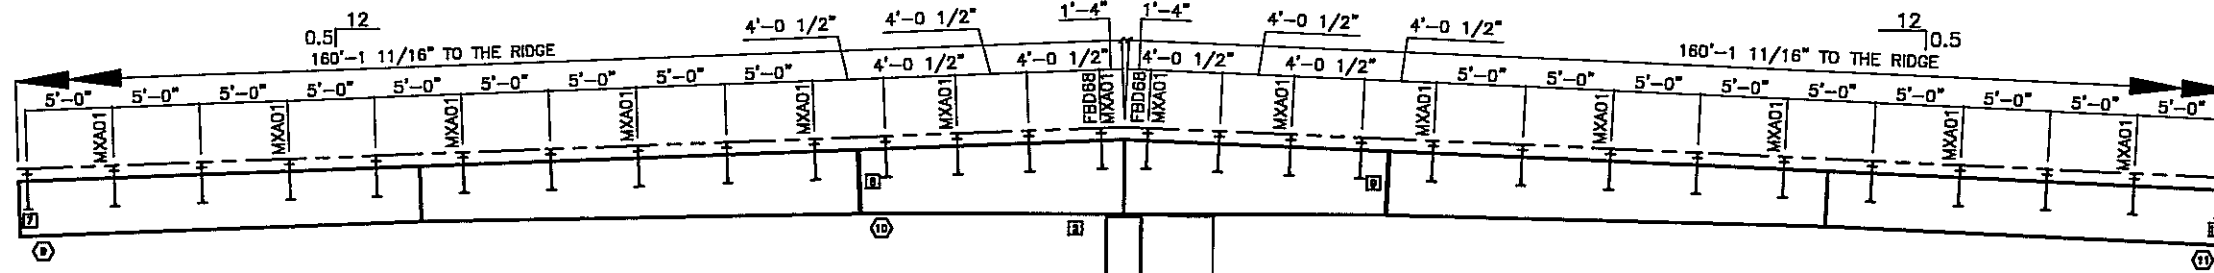 12
0.5
160'-1 11/16" TO THE RIDGE
4'-0 1/2" 4'-0 1/2" 1'-4" 1'-4" 4'-0 1/2" 4'-0 1/2"
12
0.5
160'-1 11/16" TO THE RIDGE
5'-0" 5'-0" 5'-0" 5'-0" 5'-0" 5'-0" 5'-0" 5'-0" 5'-0" 4'-0 1/2" 4'-0 1/2" 4'-0 1/2" 4'-0 1/2" 5'-0" 5'-0" 5'-0" 5'-0" 5'-0" 5'-0" 5'-0" 5'-0"
MXA01 MXA01 MXA01 MXA01 MXA01 MXA01 FBD68 MXA01 FBD68 MXA01 MXA01 MXA01 MXA01 MXA01 MXA01 MXA01
7 9
10 11